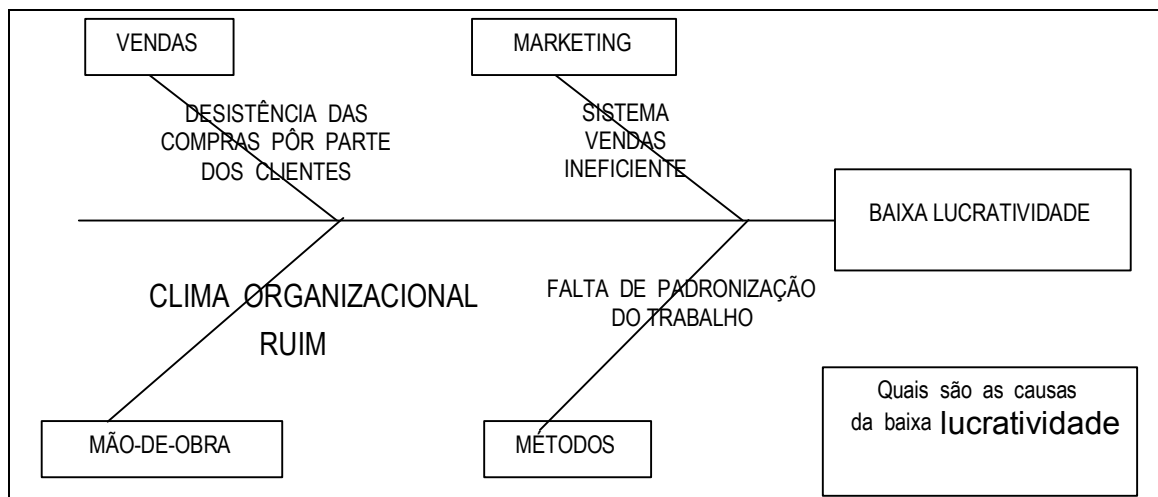 VENDAS
MARKETING
DESISTÊNCIA DAS
COMPRAS PÔR PARTE
DOS CLIENTES
SISTEMA
VENDAS
INEFICIENTE
BAIXA LUCRATIVIDADE
CLIMA ORGANIZACIONAL
RUIM
FALTA DE PADRONIZAÇÃO
DO TRABALHO
Quais são as causas
da baixa lucratividade
MÃO-DE-OBRA
MÉTODOS